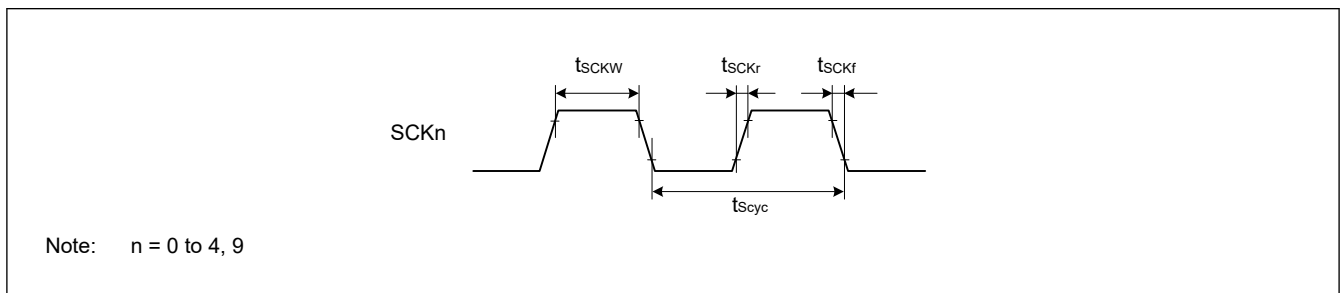 tSCKW
tSCKr
tSCKf
SCKn
tScyc
Note: n = 0 to 4, 9